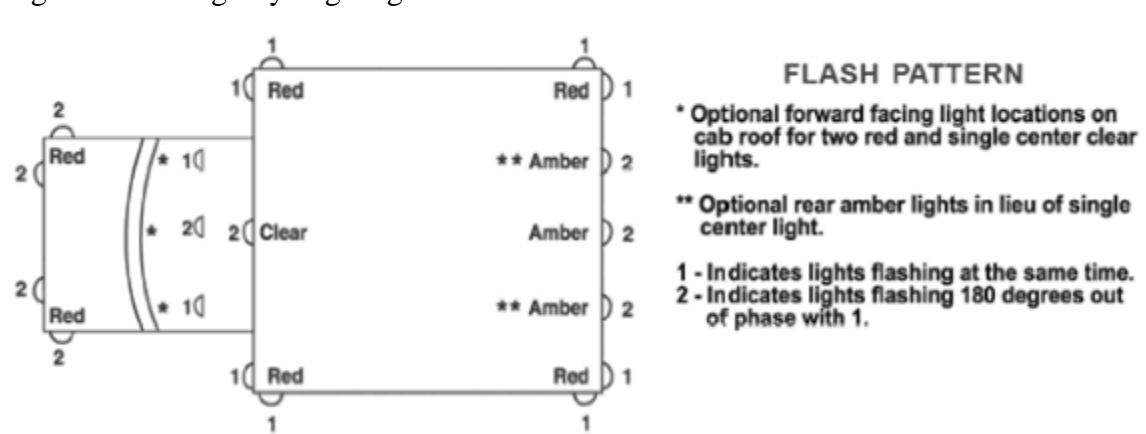 1 1
1 Red Red 1
2
Red * 1 ** Amber 2
2
* 2 2 Clear Amber 2
2
* 1 ** Amber 2
Red
2
1 Red Red 1
1 1
FLASH PATTERN
* Optional forward facing light locations on
cab roof for two red and single center clear
lights.
** Optional rear amber lights in lieu of single
center light.
1 - Indicates lights flashing at the same time.
2 - Indicates lights flashing 180 degrees out
of phase with 1.